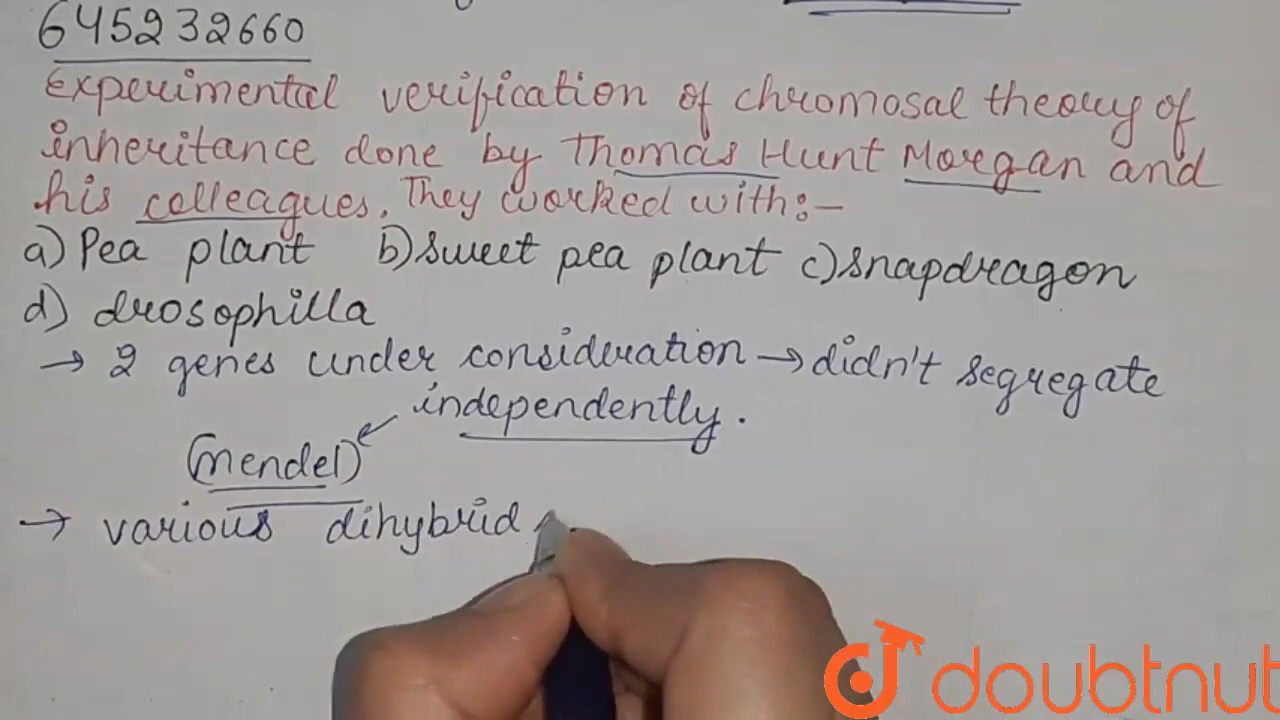 645232660
Experimental verification of chromosal theory of
inheritance done by Thomas Hunt Morgan and
his colleagues. They worked with:-
a) Pea plant b) sweet pea plant c) snapdragon
d) drosophilla
→ 2 genes under consideration → didn't segregate
independently.
(mendel)
→ various dihybrid
doubtnut